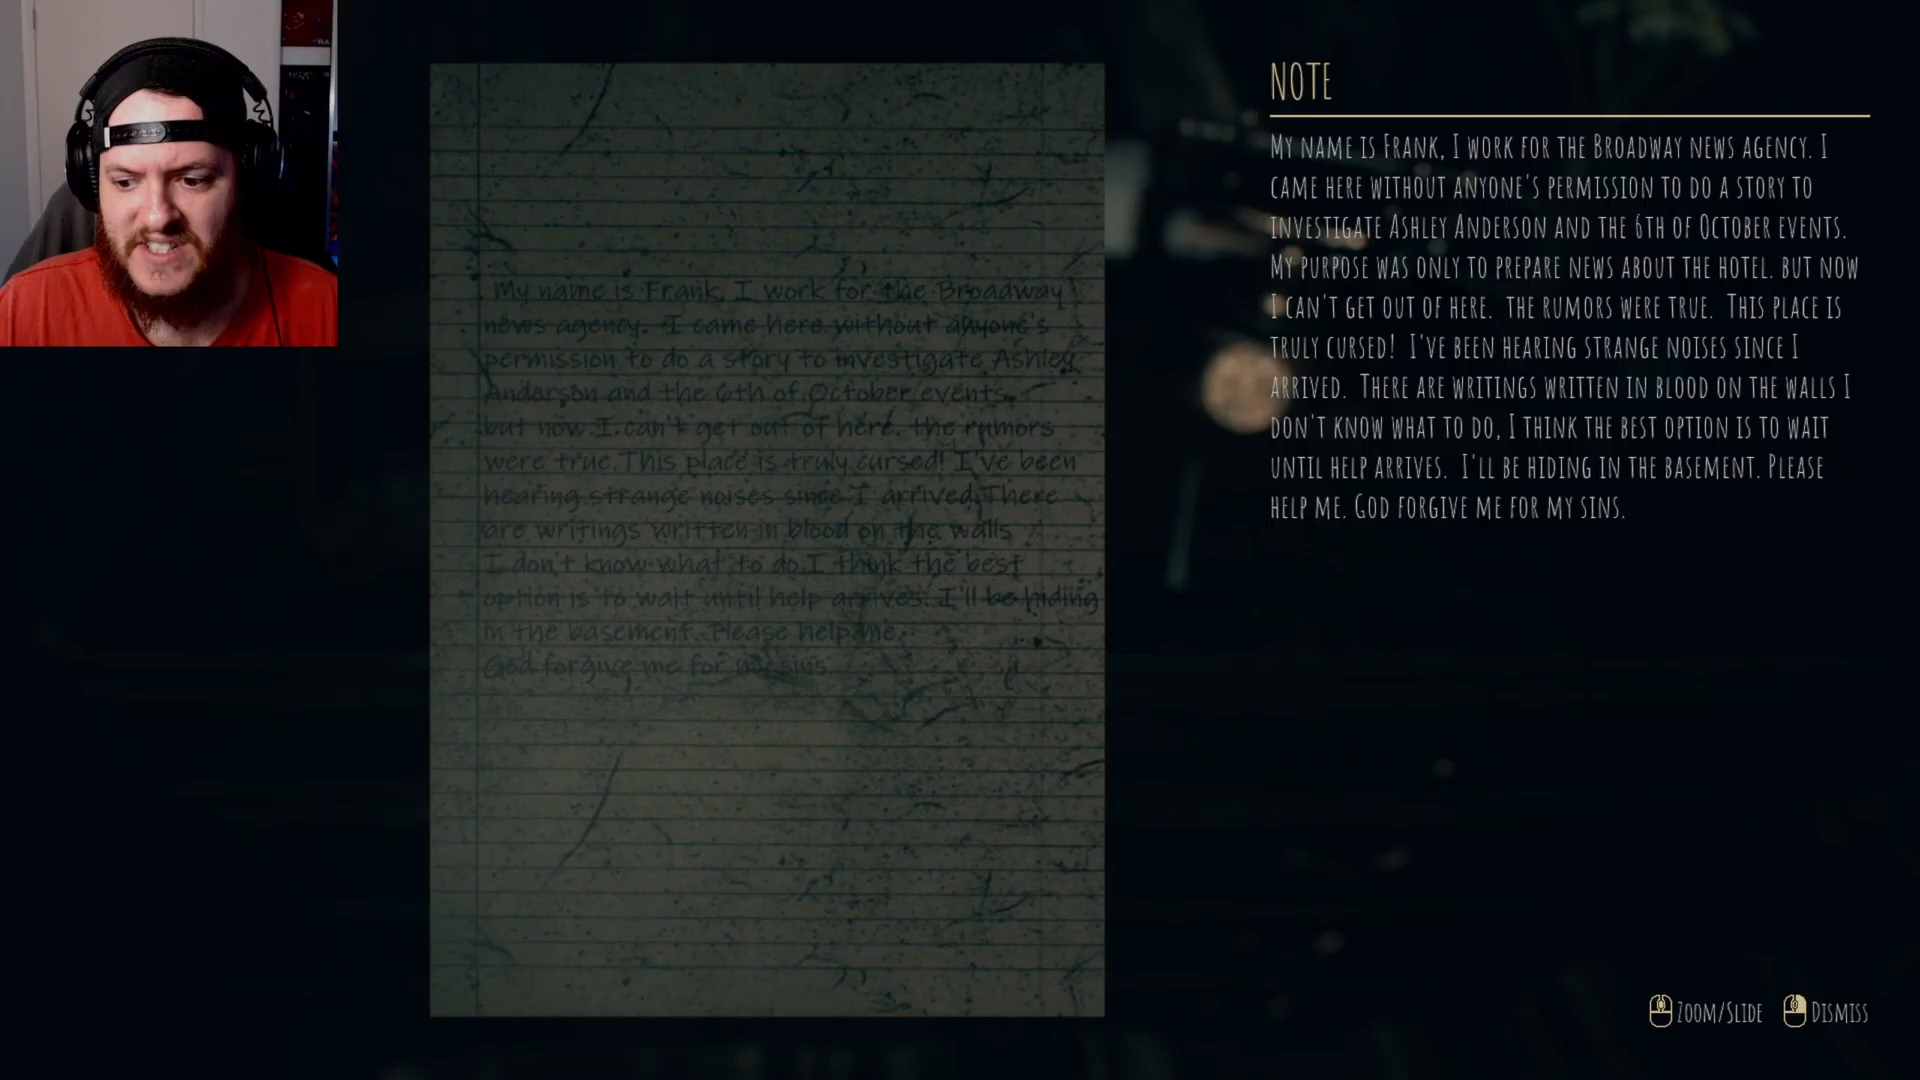 My name is Frank, I work for the Broadway
news agency. I came here without anyone's
permission to do a story to investigate Ashley
Anderson and the 6th of October events.
but now I can't get out of here. the rumors
were true. This place is truly cursed! I've been
hearing strange noises since I arrived. There
are writings written in blood on the walls
I don't know what to do, I think the best
option is to wait until help arrives. I'll be hiding
in the basement. Please help me.
God forgive me for my sins.
NOTE
MY NAME IS FRANK, I WORK FOR THE BROADWAY NEWS AGENCY. I
CAME HERE WITHOUT ANYONE'S PERMISSION TO DO A STORY TO
INVESTIGATE ASHLEY ANDERSON AND THE 6TH OF OCTOBER EVENTS.
MY PURPOSE WAS ONLY TO PREPARE NEWS ABOUT THE HOTEL. BUT NOW
I CAN'T GET OUT OF HERE. THE RUMORS WERE TRUE. THIS PLACE IS
TRULY CURSED! I'VE BEEN HEARING STRANGE NOISES SINCE I
ARRIVED. THERE ARE WRITINGS WRITTEN IN BLOOD ON THE WALLS I
DON'T KNOW WHAT TO DO, I THINK THE BEST OPTION IS TO WAIT
UNTIL HELP ARRIVES. I'LL BE HIDING IN THE BASEMENT. PLEASE
HELP ME. GOD FORGIVE ME FOR MY SINS.
ZOOM/SLIDE DISMISS